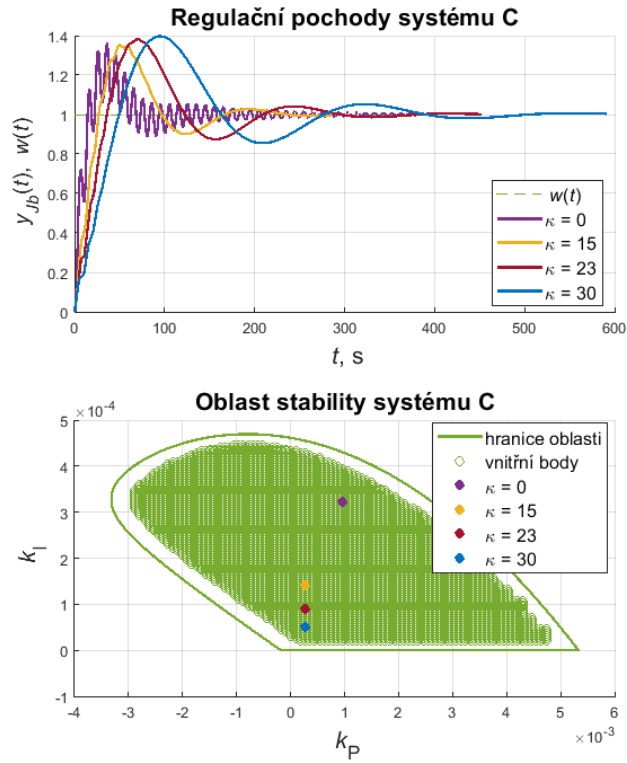 Regulační pochody systému C
1.4
1.2
1
0.8
0.6
0.4
0.2
0
y_Jb(t), w(t)
w(t)
κ = 0
κ = 15
κ = 23
κ = 30
0 100 200 300 400 500 600
t, s
×10⁻⁴
Oblast stability systému C
5
4
3
2
1
0
-1
k_I
hranice oblasti
vnitřní body
κ = 0
κ = 15
κ = 23
κ = 30
-4 -3 -2 -1 0 1 2 3 4 5 6
×10⁻³
k_P